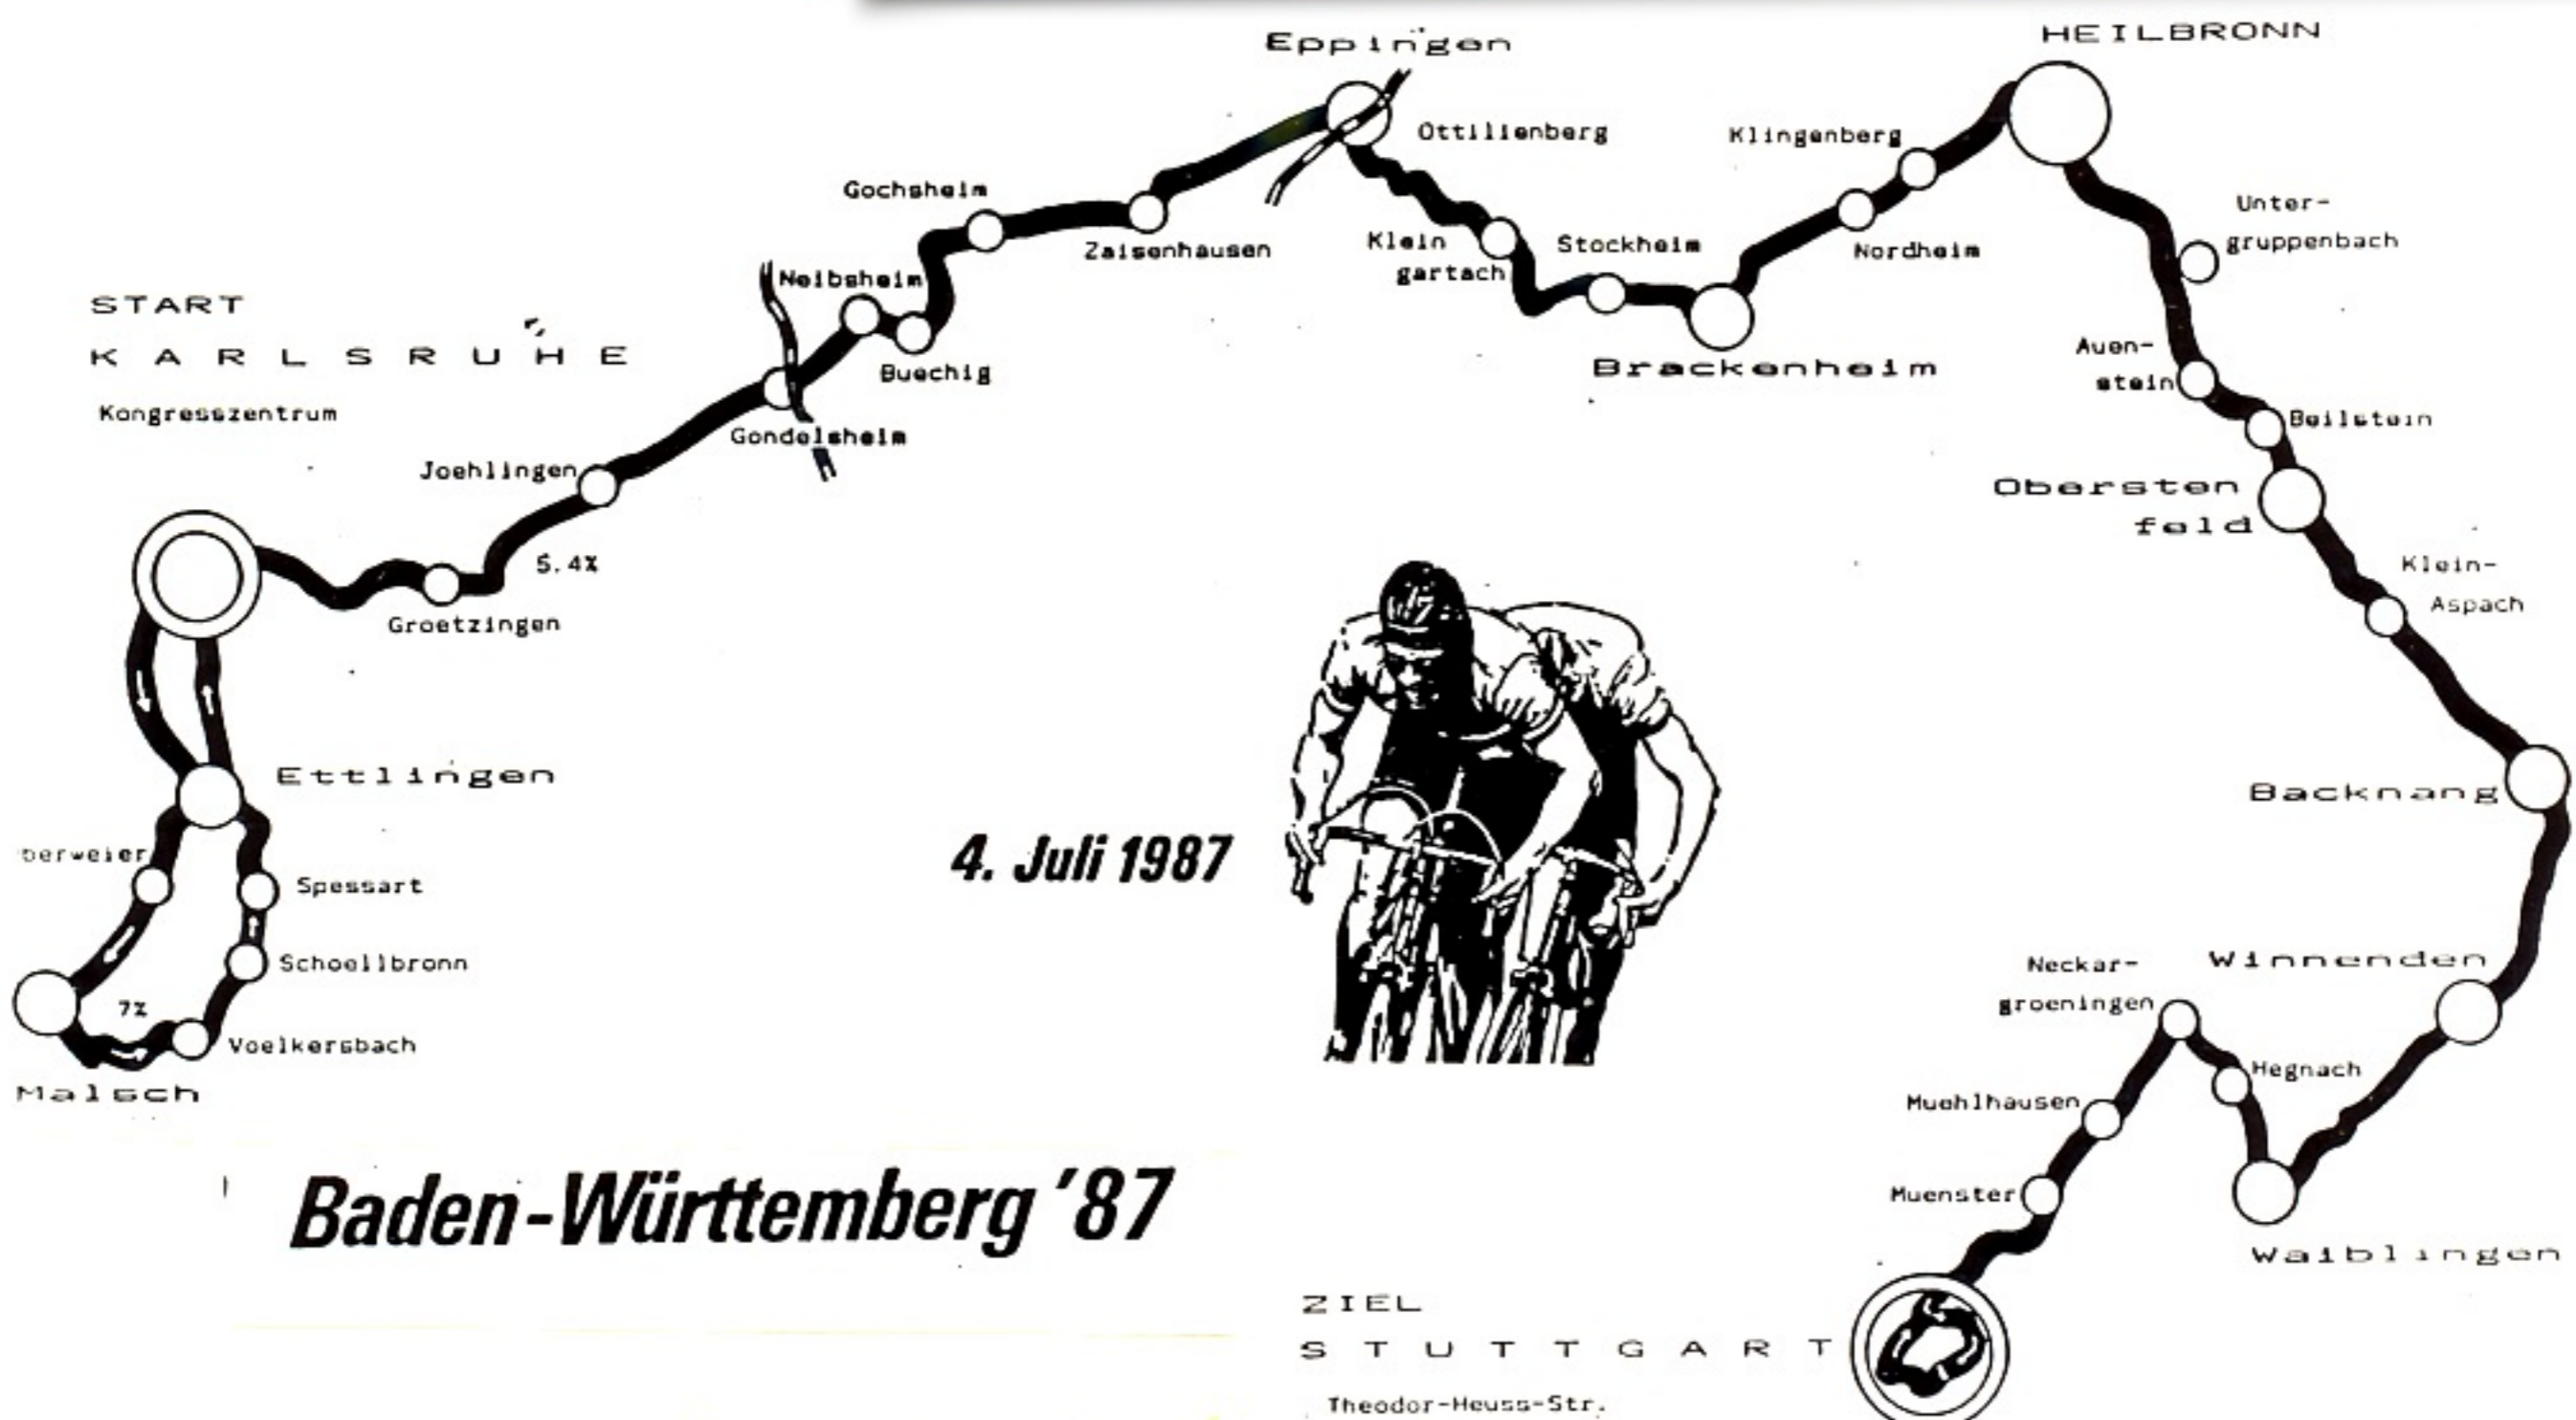 START
KARLSRUHE
Kongresszentrum
Groetzingen
5.4%
Joehlingen
Gondelsheim
Neibsheim
Buechig
Gochsheim
Zaisenhausen
Eppingen
Ottilienberg
Klein
gartach
Stockheim
Brackenheim
Nordheim
Klingenberg
HEILBRONN
Unter-
gruppenbach
Auen-
stein
Beilstein
Obersten
feld
Klein-
Aspach
Backnang
Winnenden
Waiblingen
Hegnach
Neckar-
groeningen
Muehlhausen
Muenster
Ettlingen
Spessart
Schoellbronn
Voelkersbach
7%
Malsch
berweier
4. Juli 1987
Baden-Württemberg '87
ZIEL
STUTTGART
Theodor-Heuss-Str.